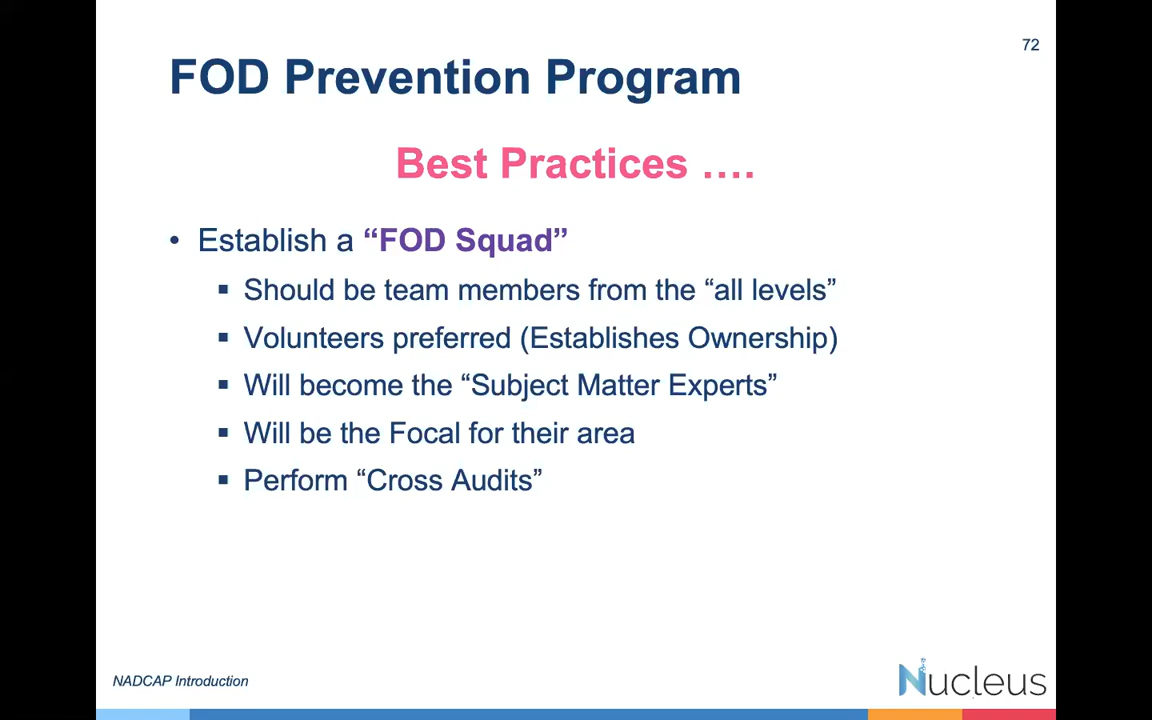 72
FOD Prevention Program
Best Practices ....
• Establish a “FOD Squad”
▪ Should be team members from the “all levels”
▪ Volunteers preferred (Establishes Ownership)
▪ Will become the “Subject Matter Experts”
▪ Will be the Focal for their area
▪ Perform “Cross Audits”
NADCAP Introduction
Nucleus